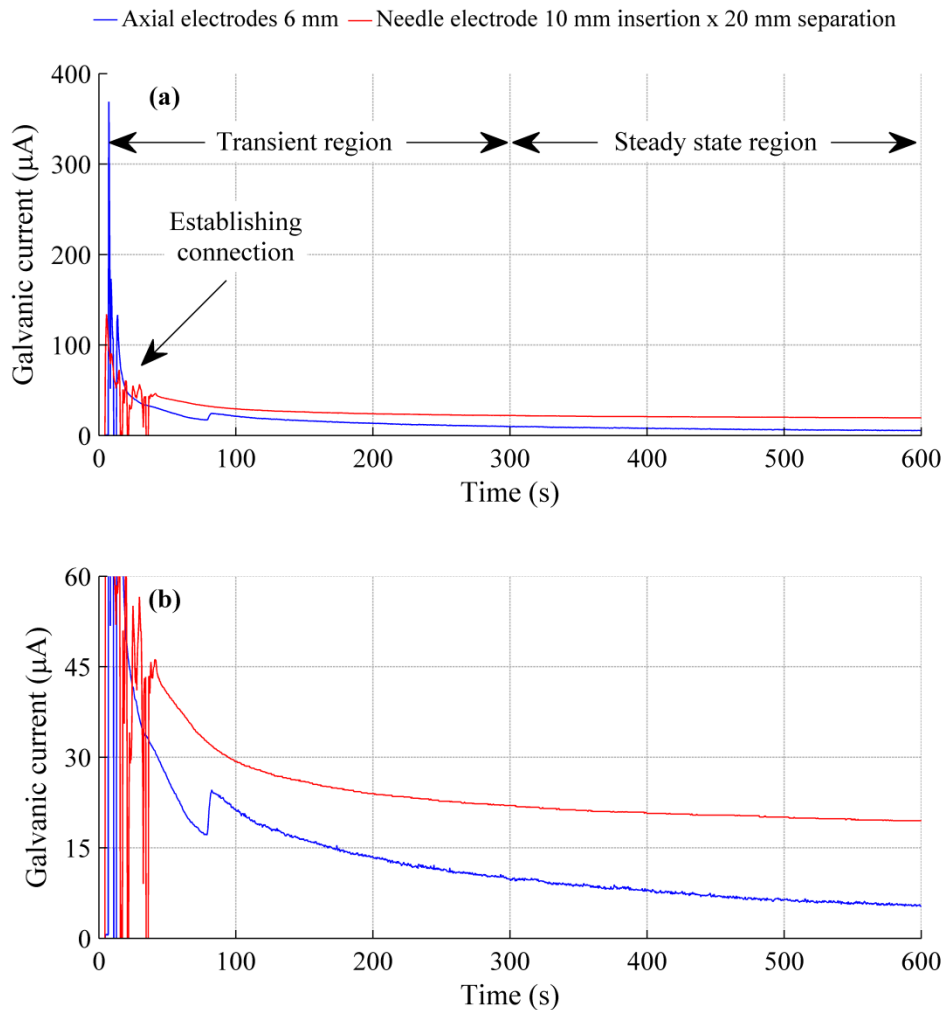 Axial electrodes 6 mm Needle electrode 10 mm insertion x 20 mm separation
400
(a)
Transient region Steady state region
300
Establishing
connection
200
100
0
Galvanic current (μA)
0 100 200 300 400 500 600
Time (s)
60
(b)
45
30
15
0
Galvanic current (μA)
0 100 200 300 400 500 600
Time (s)